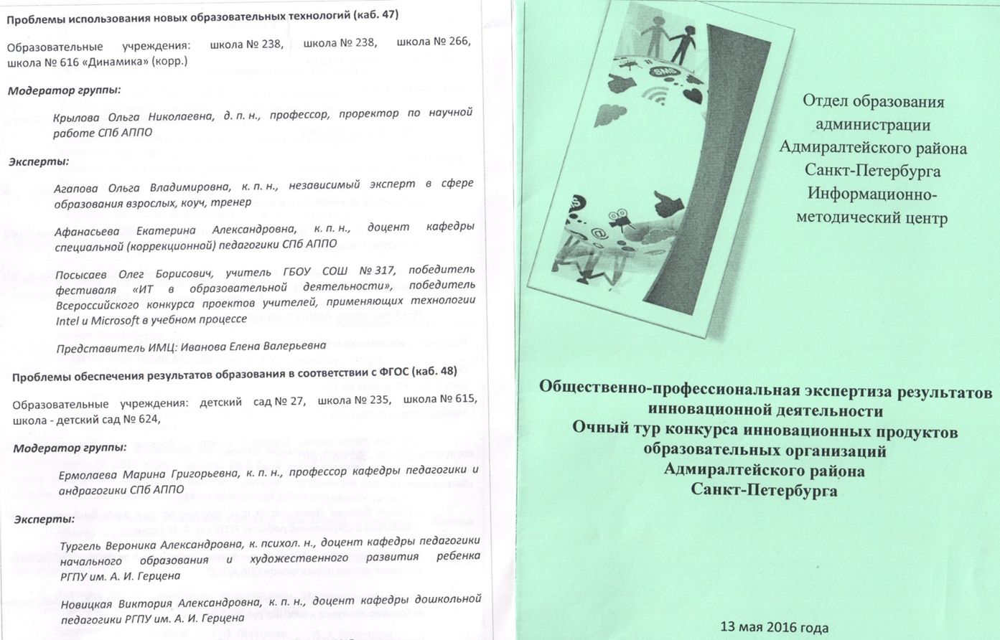 Проблемы использования новых образовательных технологий (каб. 47)
Образовательные учреждения: школа № 238, школа № 238, школа № 266,
школа № 616 «Динамика» (корр.)
Модератор группы:
Крылова Ольга Николаевна, д. п. н., профессор, проректор по научной
работе СПб АППО
Эксперты:
Агапова Ольга Владимировна, к. п. н., независимый эксперт в сфере
образования взрослых, коуч, тренер
Афанасьева Екатерина Александровна, к. п. н., доцент кафедры
специальной (коррекционной) педагогики СПб АППО
Посысаев Олег Борисович, учитель ГБОУ СОШ № 317, победитель
фестиваля «ИТ в образовательной деятельности», победитель
Всероссийского конкурса проектов учителей, применяющих технологии
Intel и Microsoft в учебном процессе
Представитель ИМЦ: Иванова Елена Валерьевна
Проблемы обеспечения результатов образования в соответствии с ФГОС (каб. 48)
Образовательные учреждения: детский сад № 27, школа № 235, школа № 615,
школа - детский сад № 624,
Модератор группы:
Ермолаева Марина Григорьевна, к. п. н., профессор кафедры педагогики и
андрагогики СПб АППО
Эксперты:
Тургель Вероника Александровна, к. психол. н., доцент кафедры педагогики
начального образования и художественного развития ребенка
РГПУ им. А. И. Герцена
Новицкая Виктория Александровна, к. п. н., доцент кафедры дошкольной
педагогики РГПУ им. А. И. Герцена
SMS
#
@
Отдел образования
администрации
Адмиралтейского района
Санкт-Петербурга
Информационно-
методический центр
Общественно-профессиональная экспертиза результатов
инновационной деятельности
Очный тур конкурса инновационных продуктов
образовательных организаций
Адмиралтейского района
Санкт-Петербурга
13 мая 2016 года